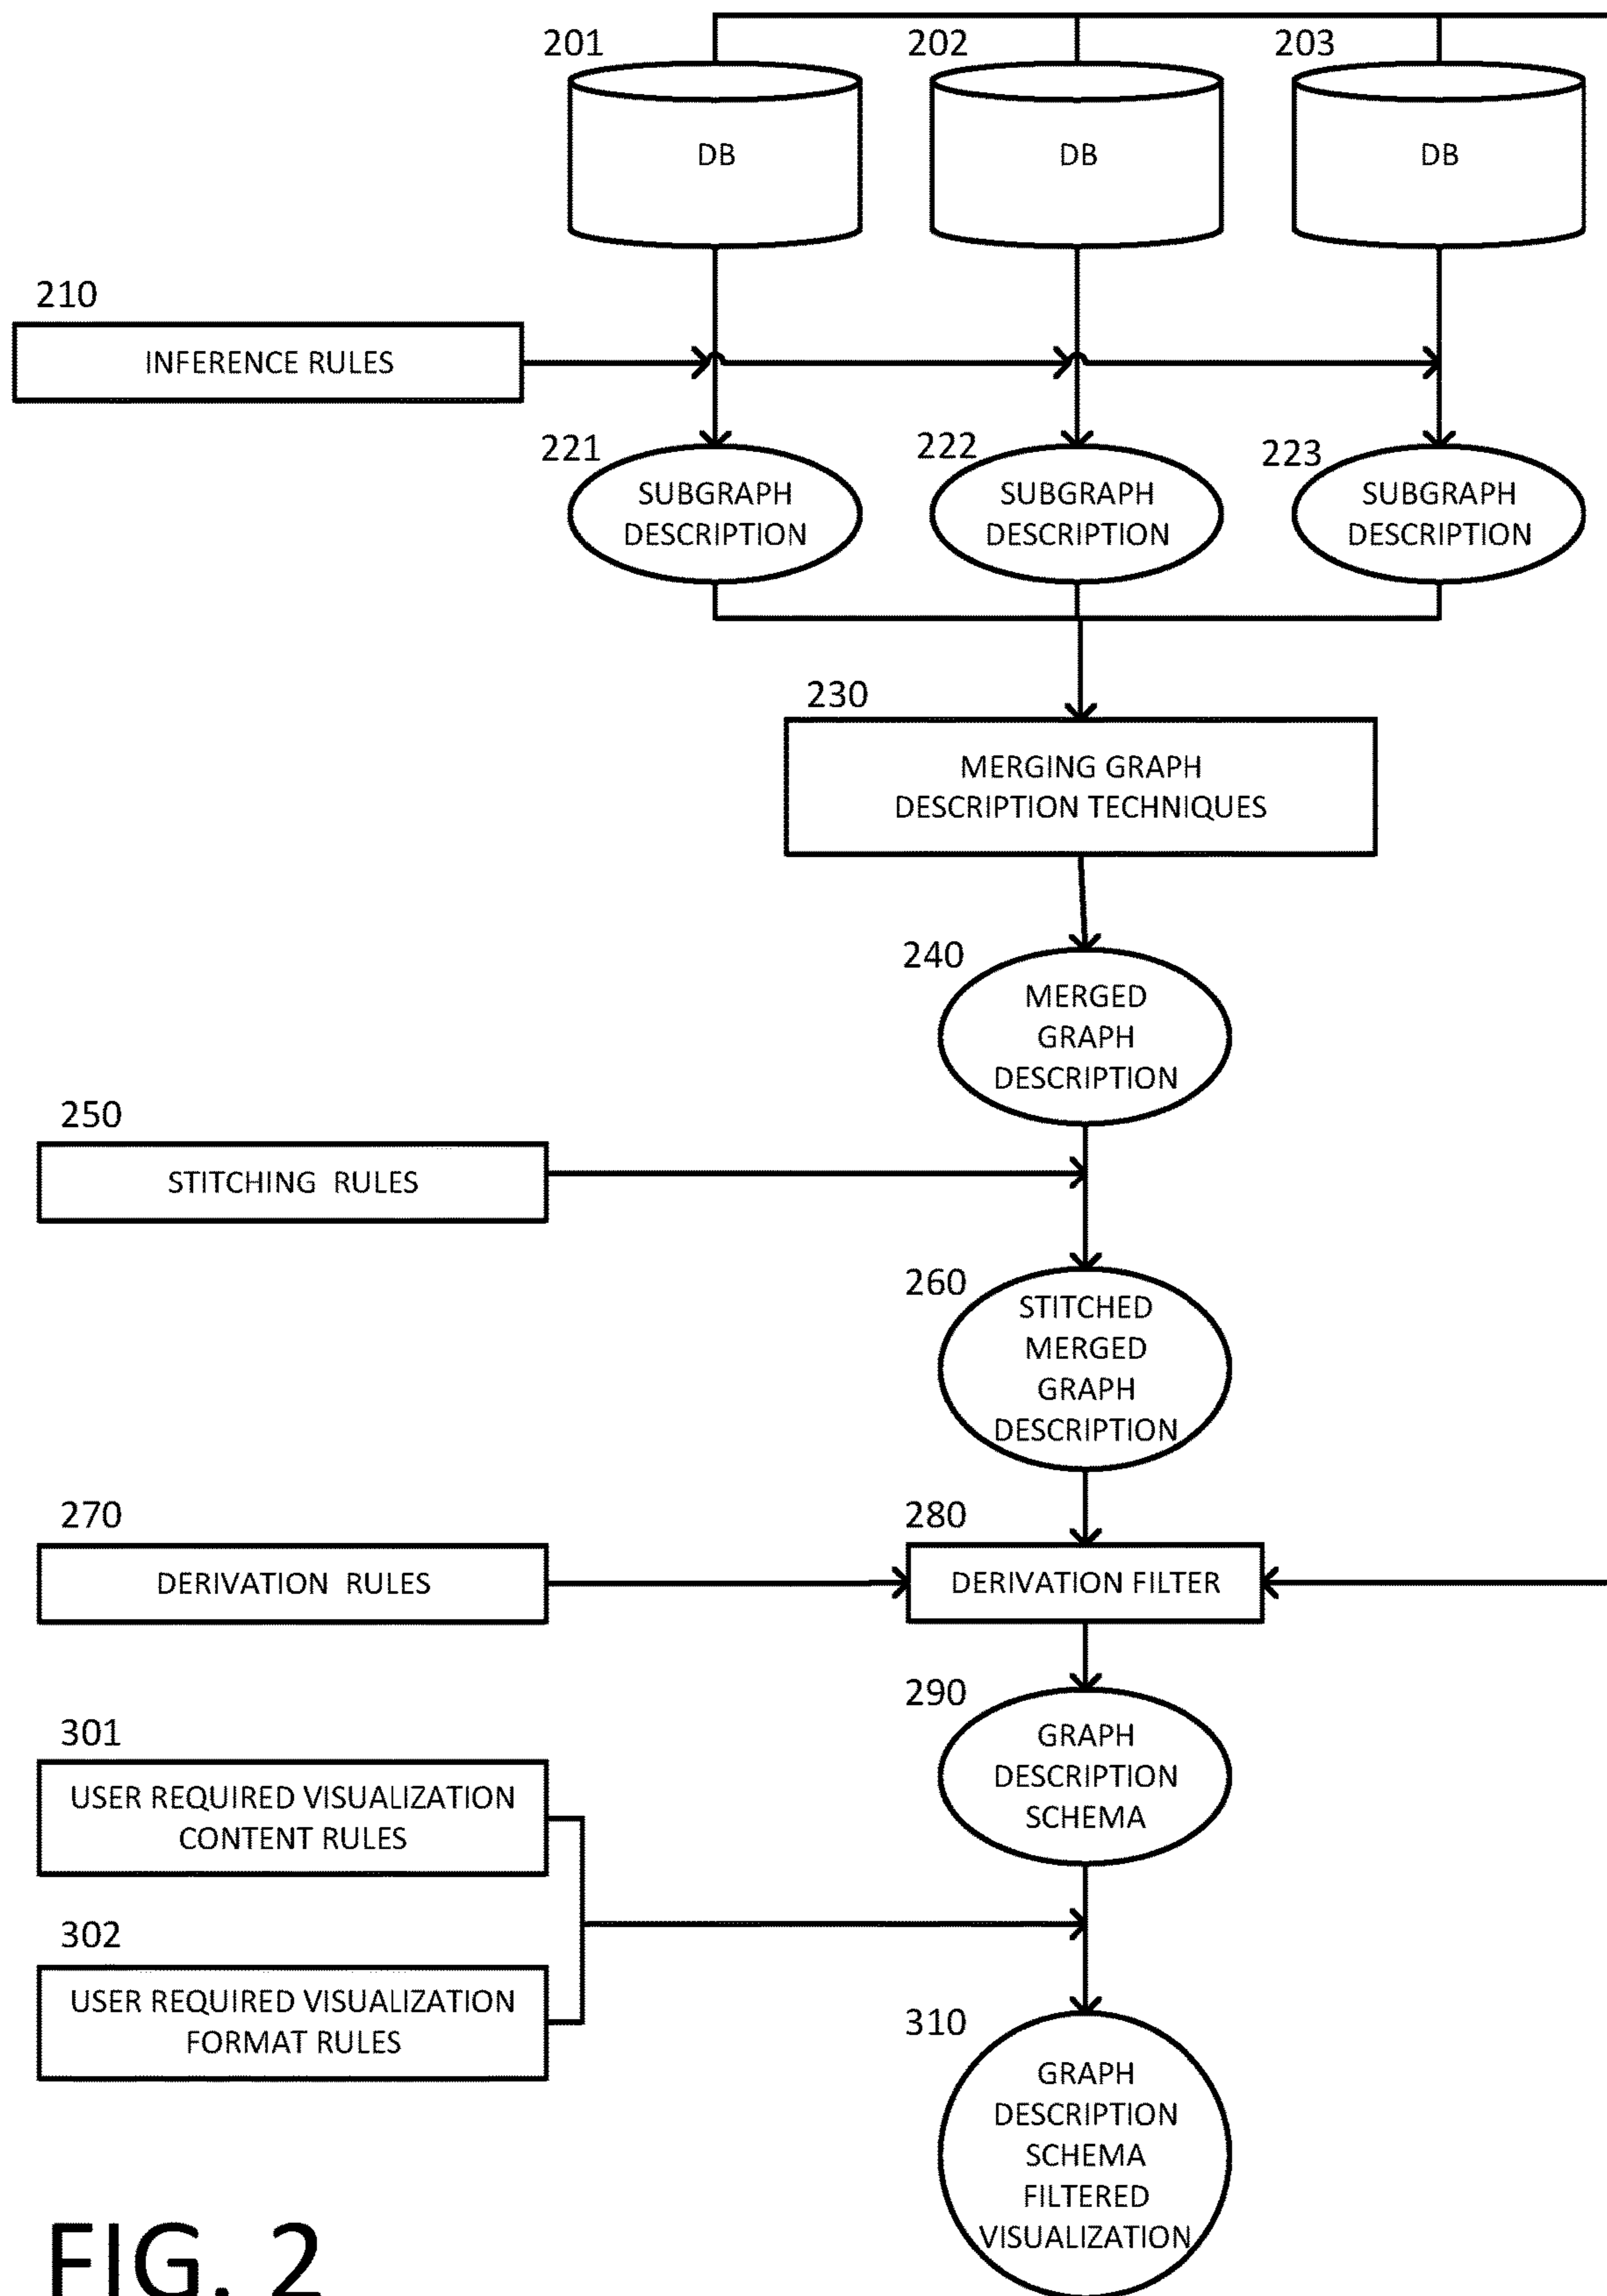 201
202
203
DB
DB
DB
210
INFERENCE RULES
221
222
223
SUBGRAPH
DESCRIPTION
SUBGRAPH
DESCRIPTION
SUBGRAPH
DESCRIPTION
230
MERGING GRAPH
DESCRIPTION TECHNIQUES
240
MERGED
GRAPH
DESCRIPTION
250
STITCHING RULES
260
STITCHED
MERGED
GRAPH
DESCRIPTION
270
DERIVATION RULES
280
DERIVATION FILTER
290
GRAPH
DESCRIPTION
SCHEMA
301
USER REQUIRED VISUALIZATION
CONTENT RULES
302
USER REQUIRED VISUALIZATION
FORMAT RULES
310
GRAPH
DESCRIPTION
SCHEMA
FILTERED
VISUALIZATION
FIG. 2